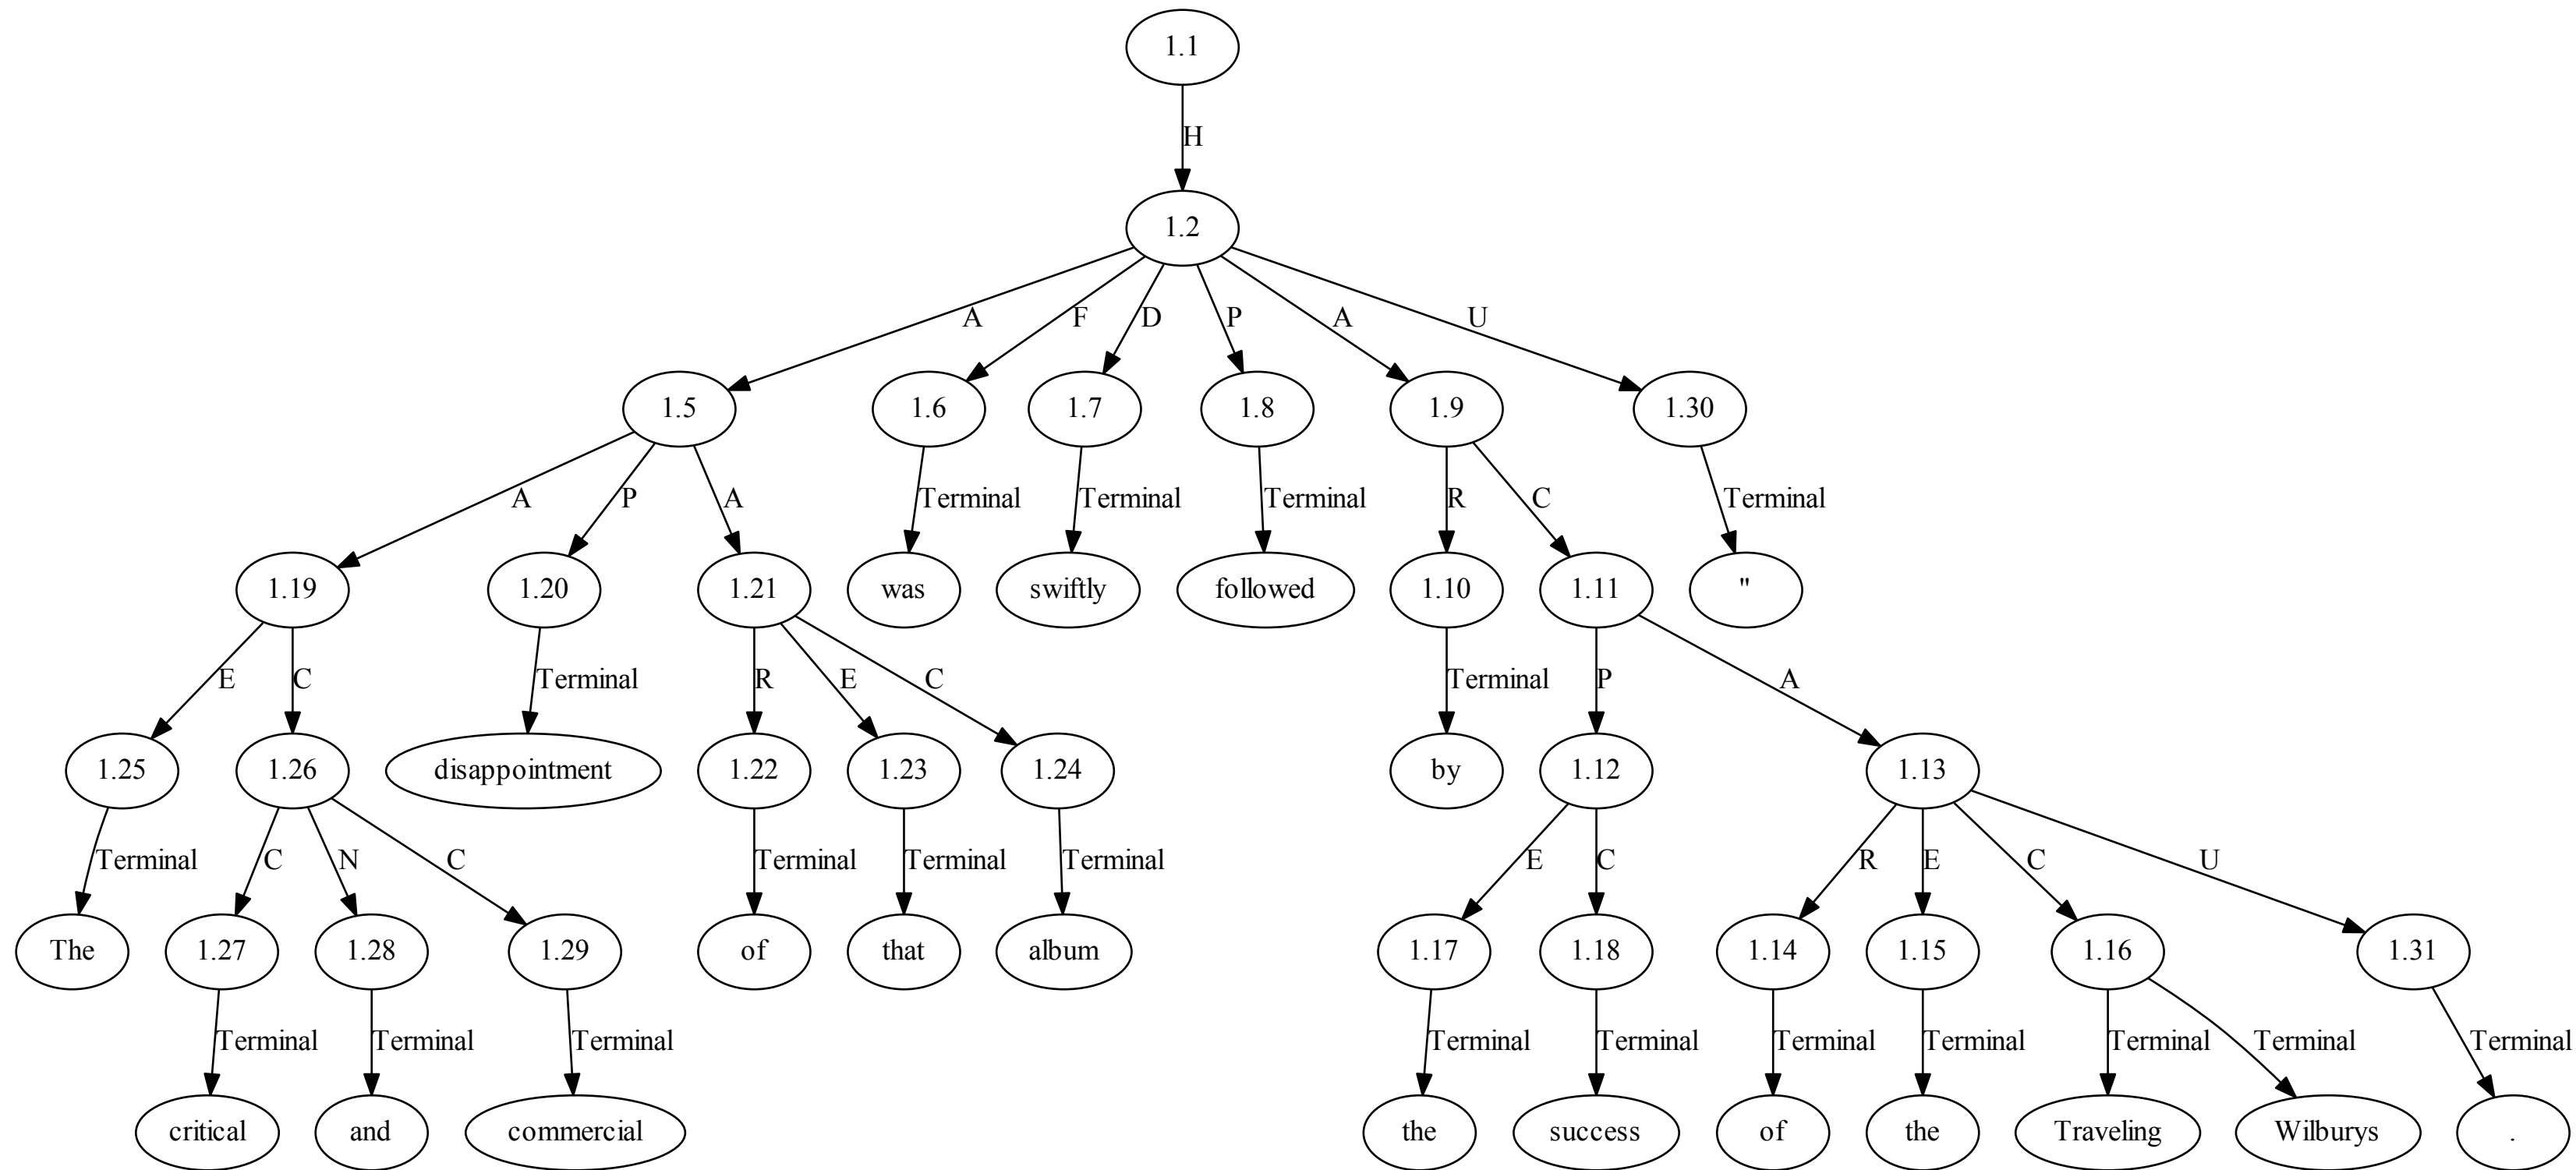 1.1
H
1.2
A F D P A U
1.5 1.6 1.7 1.8 1.9 1.30
A P A Terminal Terminal Terminal R C Terminal
1.19 1.20 1.21 was swiftly followed 1.10 1.11 "
E C Terminal R E C Terminal P A
1.25 1.26 disappointment 1.22 1.23 1.24 by 1.12 1.13
Terminal C N C Terminal Terminal Terminal E C R E C U
The 1.27 1.28 1.29 of that album 1.17 1.18 1.14 1.15 1.16 1.31
Terminal Terminal Terminal Terminal Terminal Terminal Terminal Terminal Terminal Terminal
critical and commercial the success of the Traveling Wilburys .